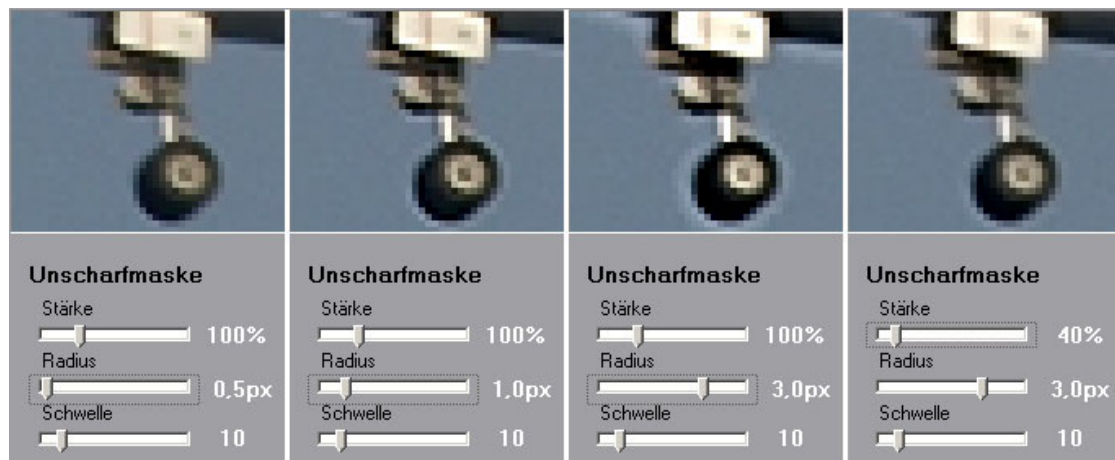 Unscharfmaske
Stärke
100%
Radius
0,5px
Schwelle
10
Unscharfmaske
Stärke
100%
Radius
1,0px
Schwelle
10
Unscharfmaske
Stärke
100%
Radius
3,0px
Schwelle
10
Unscharfmaske
Stärke
40%
Radius
3,0px
Schwelle
10